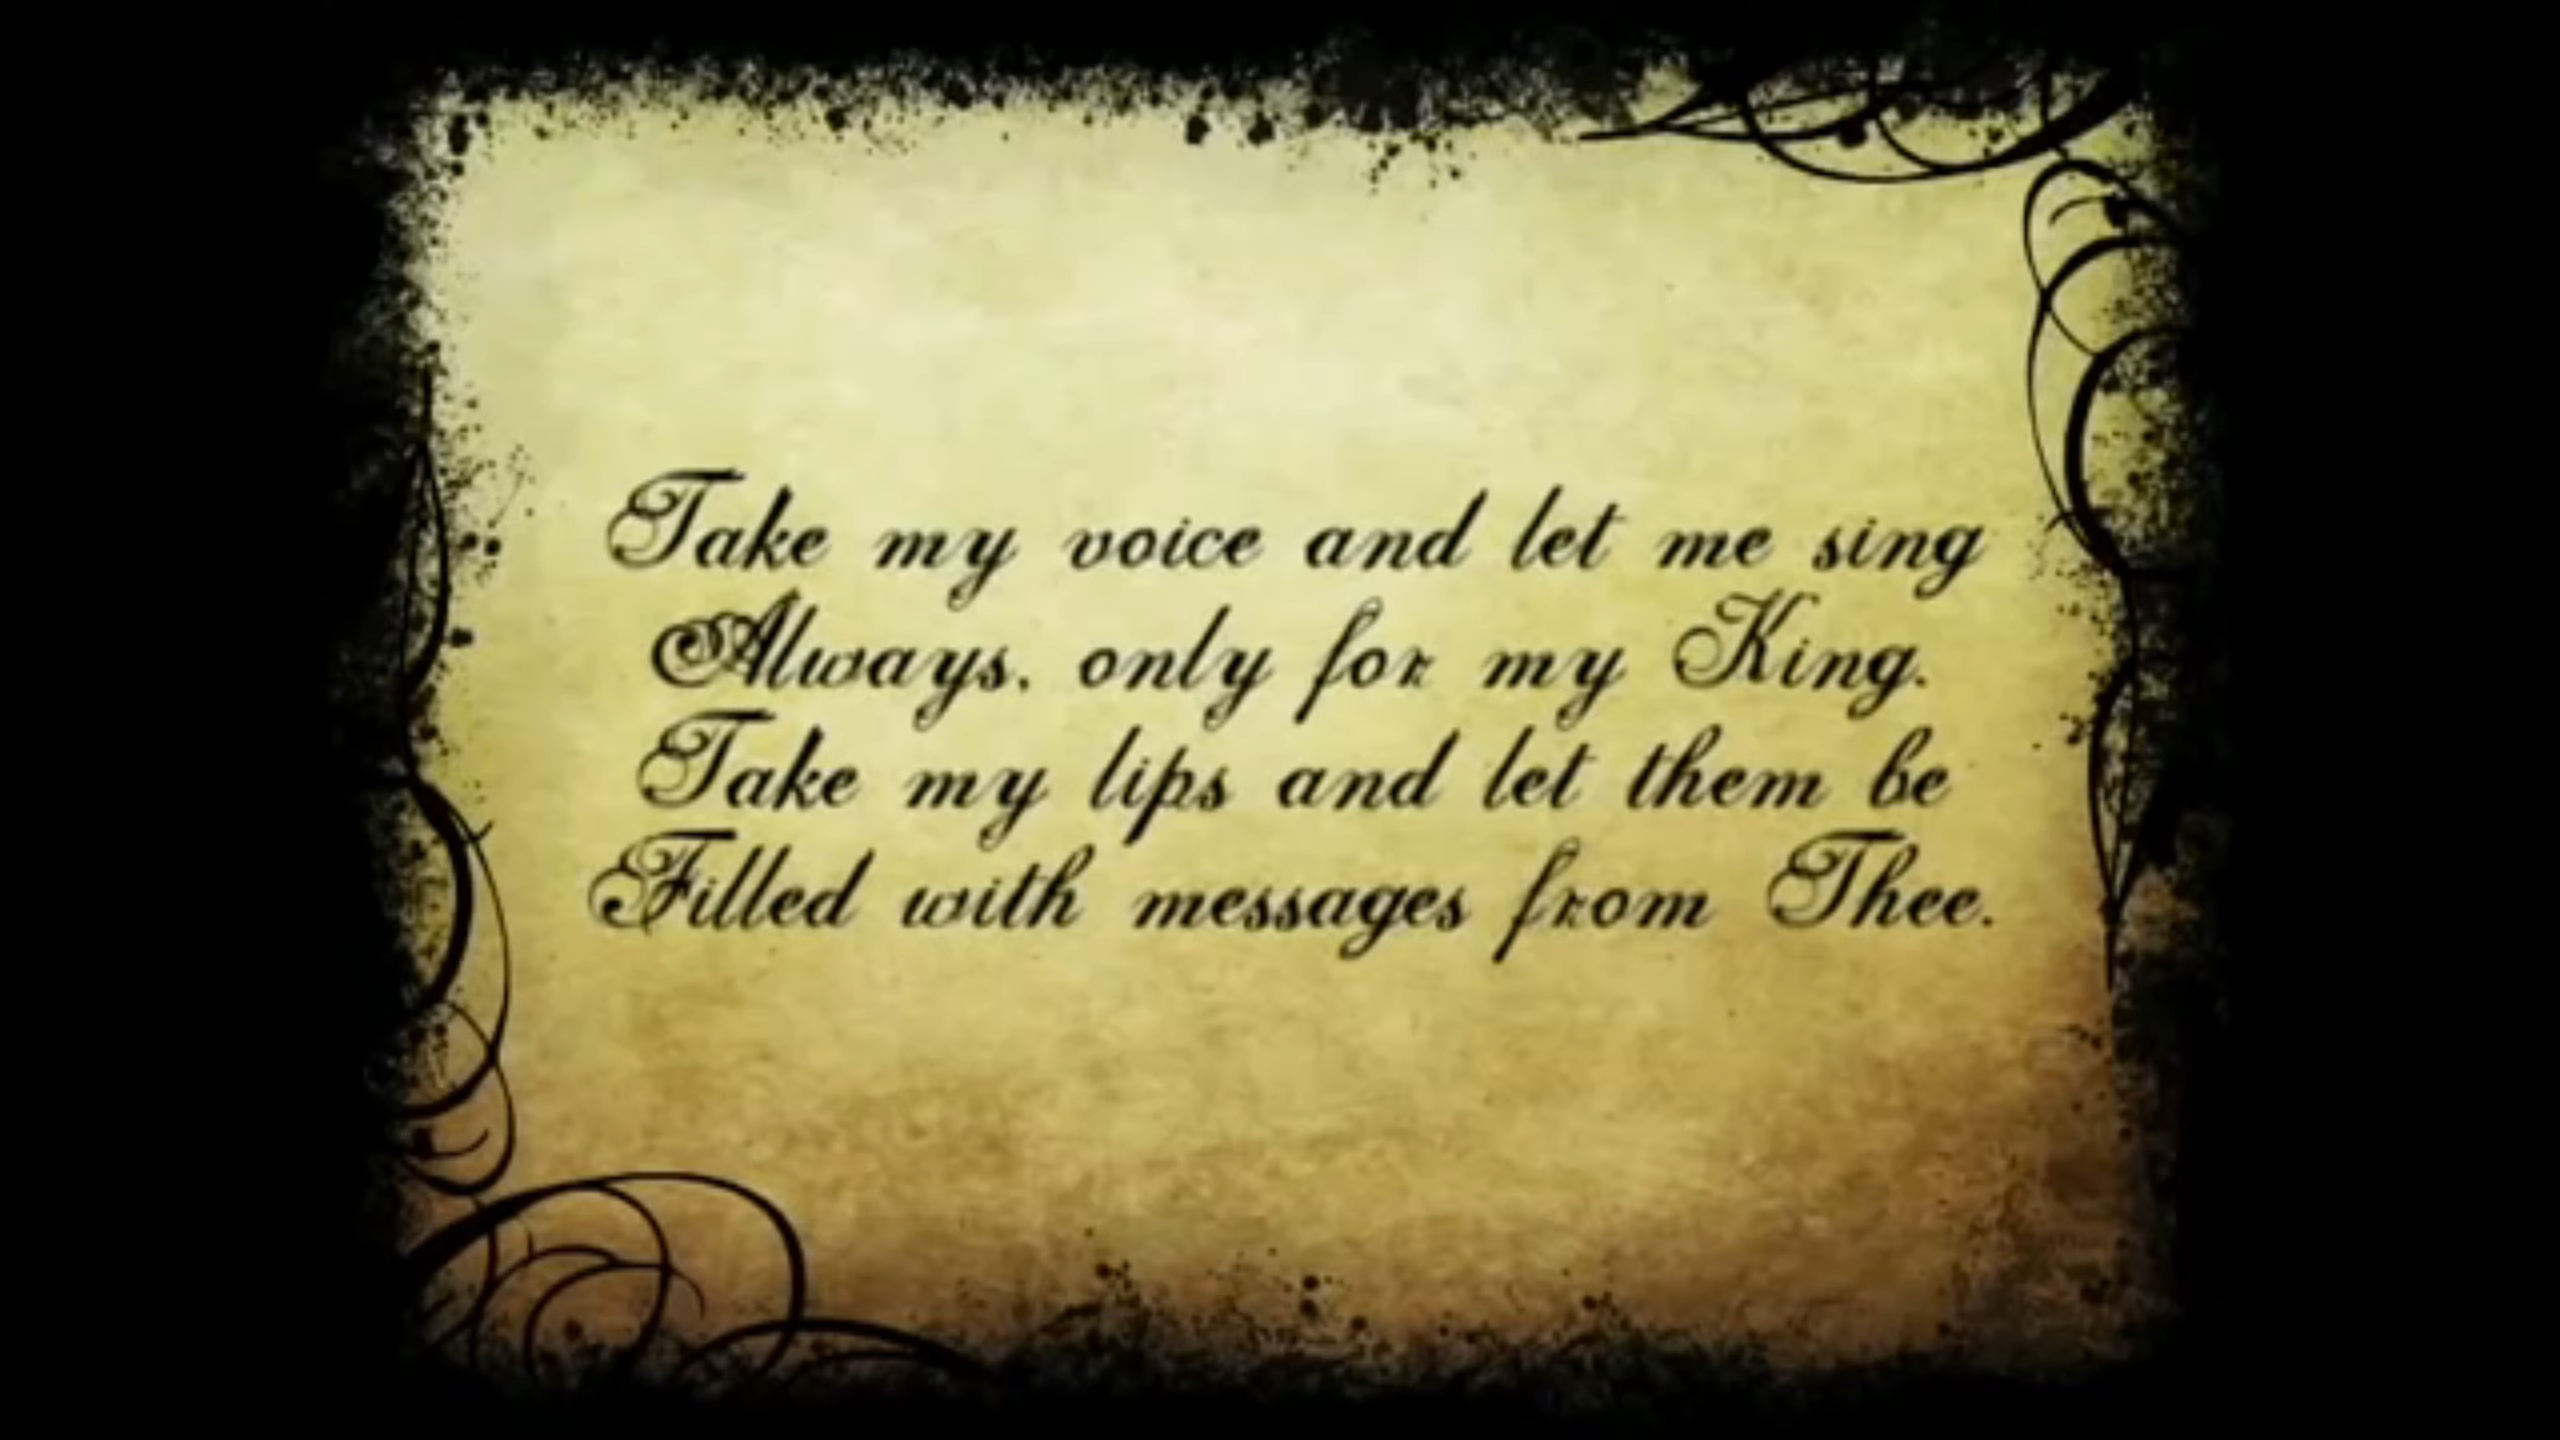 Take my voice and let me sing
Always, only for my King.
Take my lips and let them be
Filled with messages from Thee.